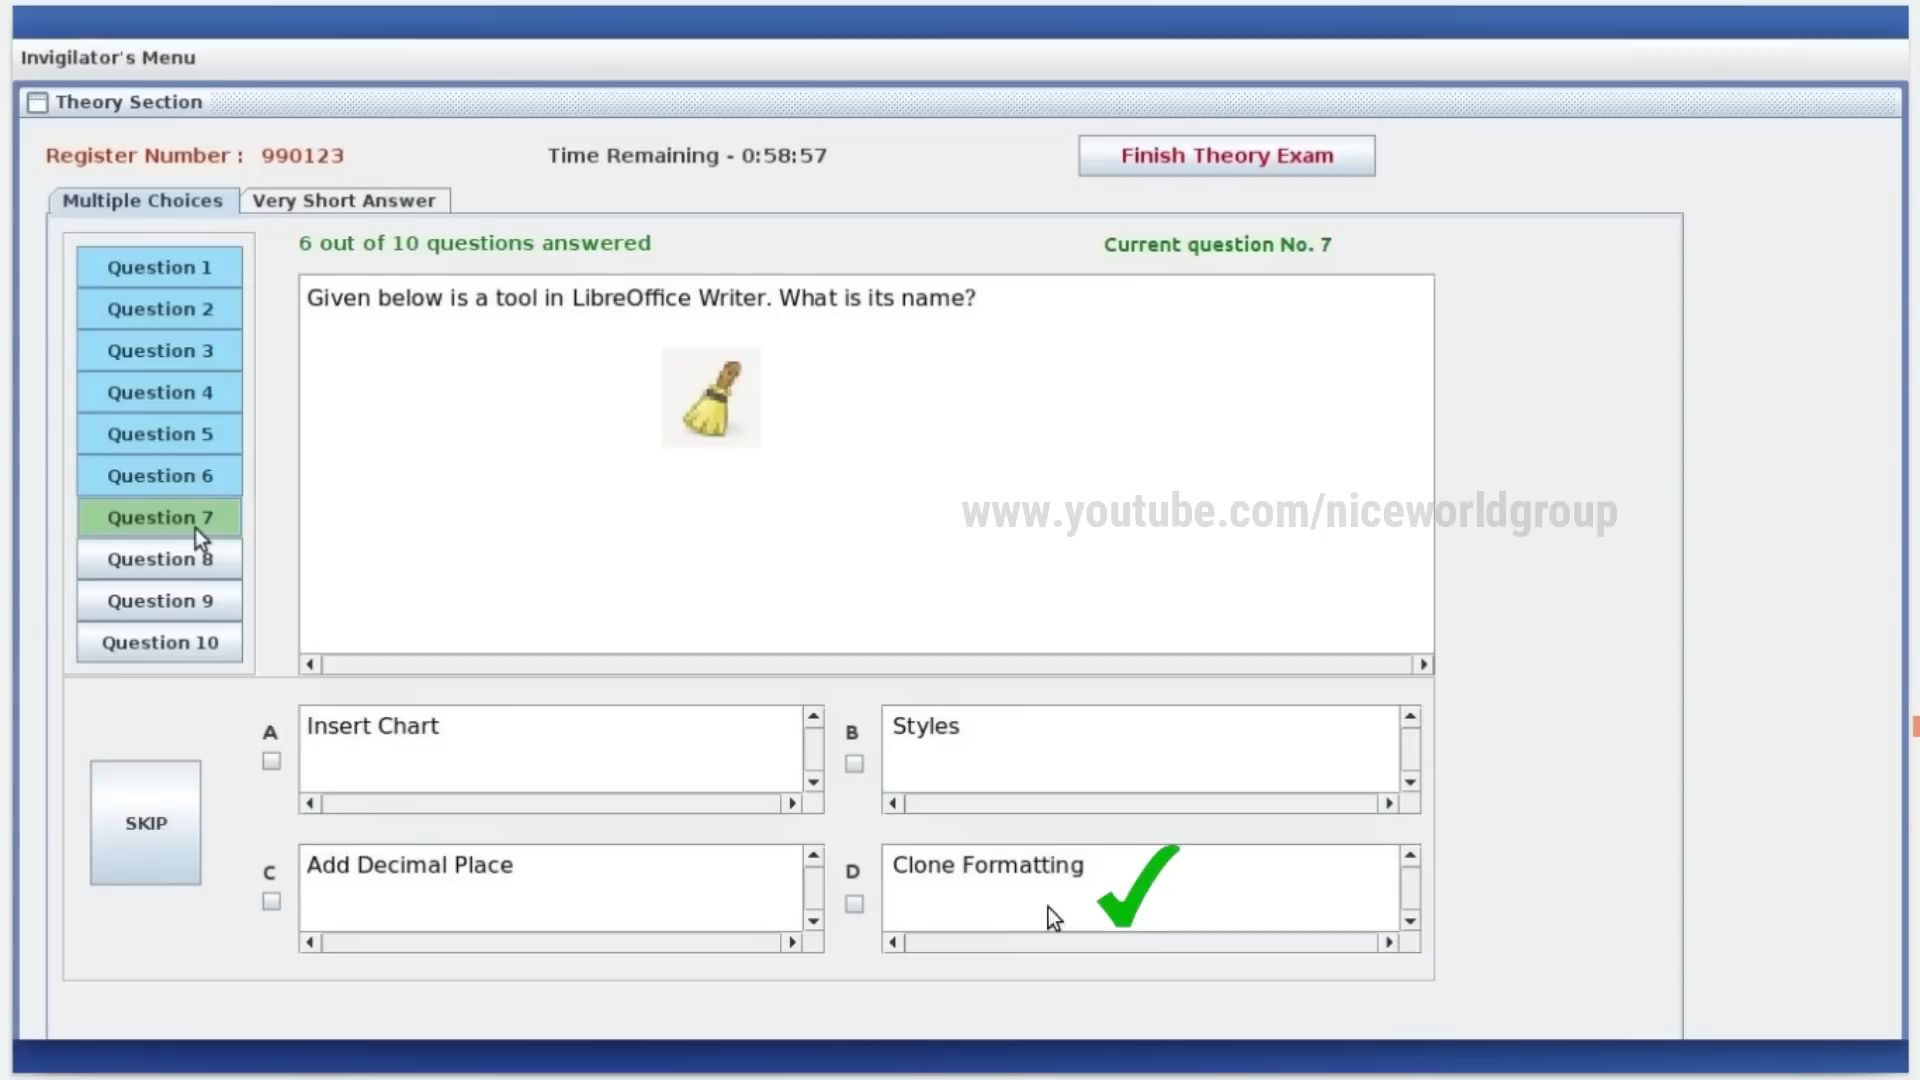 Invigilator's Menu
Theory Section
Register Number : 990123
Time Remaining - 0:58:57
Finish Theory Exam
Multiple Choices
Very Short Answer
6 out of 10 questions answered
Current question No. 7
Question 1
Question 2
Question 3
Question 4
Question 5
Question 6
Question 7
Question 8
Question 9
Question 10
Given below is a tool in LibreOffice Writer. What is its name?
www.youtube.com/niceworldgroup
SKIP
A
Insert Chart
B
Styles
C
Add Decimal Place
D
Clone Formatting